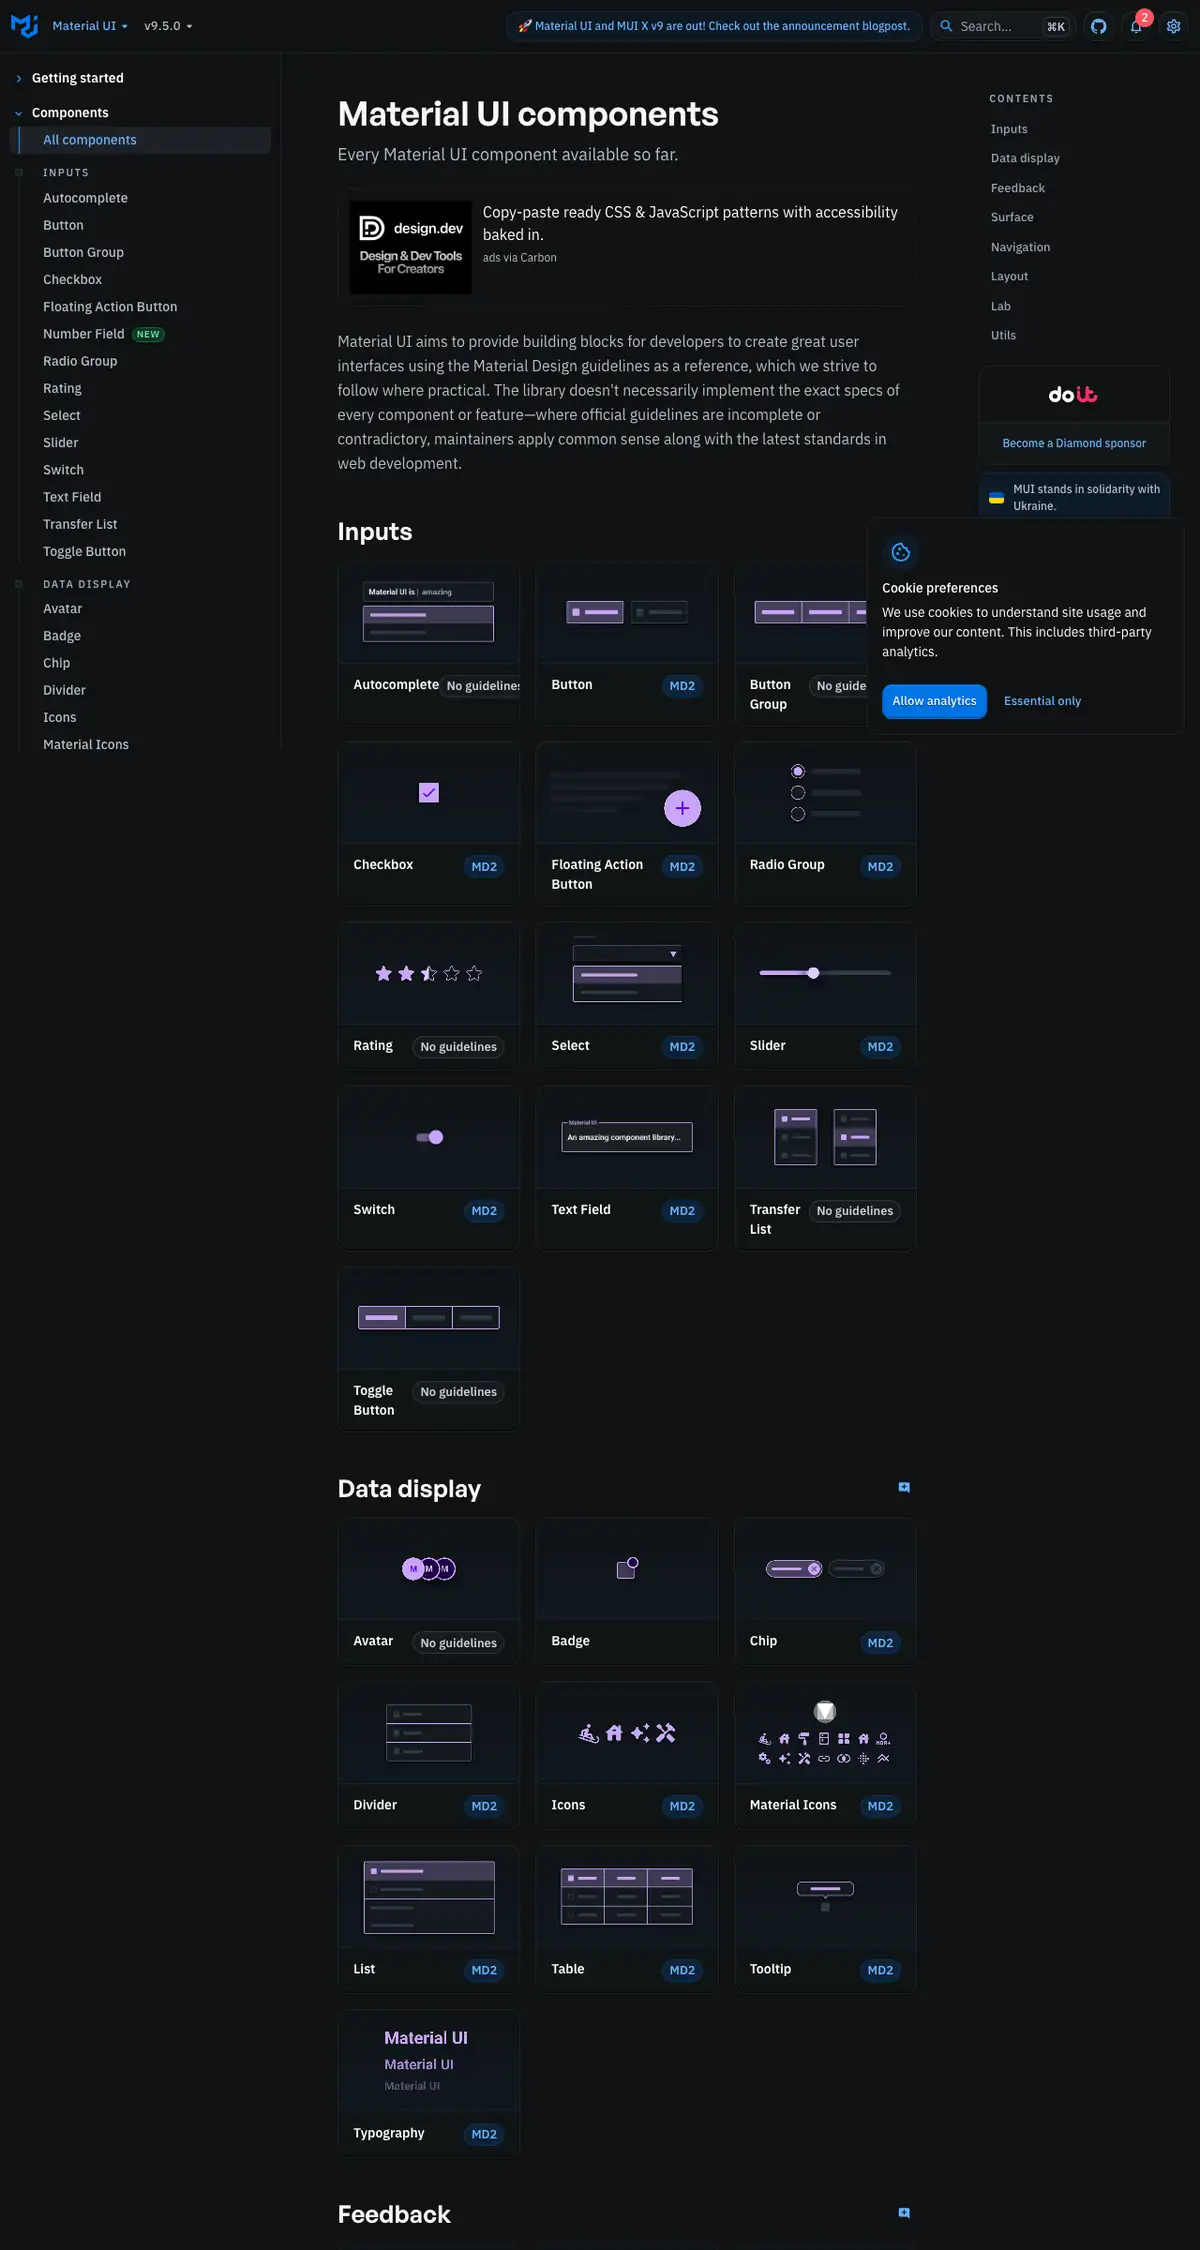 Material UI
v9.5.0
🚀 Material UI and MUI X v9 are out! Check out the announcement blogpost.
Search...
⌘K
2
Getting started
Components
All components
INPUTS
Autocomplete
Button
Button Group
Checkbox
Floating Action Button
Number Field NEW
Radio Group
Rating
Select
Slider
Switch
Text Field
Transfer List
Toggle Button
DATA DISPLAY
Avatar
Badge
Chip
Divider
Icons
Material Icons
Material UI components
Every Material UI component available so far.
design.dev
Design & Dev Tools
For Creators
Copy-paste ready CSS & JavaScript patterns with accessibility
baked in.
ads via Carbon
Material UI aims to provide building blocks for developers to create great user
interfaces using the Material Design guidelines as a reference, which we strive to
follow where practical. The library doesn't necessarily implement the exact specs of
every component or feature—where official guidelines are incomplete or
contradictory, maintainers apply common sense along with the latest standards in
web development.
Inputs
Material UI is | amazing
Autocomplete
No guidelines
Button
MD2
Button
Group
No guide
Checkbox
MD2
Floating Action
Button
MD2
Radio Group
MD2
Rating
No guidelines
Select
MD2
Slider
MD2
Switch
MD2
Material UI
An amazing component library...
Text Field
MD2
Transfer
List
No guidelines
Toggle
Button
No guidelines
Data display
M M M
Avatar
No guidelines
Badge
Chip
MD2
Divider
MD2
Icons
MD2
Material Icons
MD2
List
MD2
Table
MD2
Tooltip
MD2
Material UI
Material UI
Material UI
Typography
MD2
Feedback
CONTENTS
Inputs
Data display
Feedback
Surface
Navigation
Layout
Lab
Utils
doit
Become a Diamond sponsor
MUI stands in solidarity with
Ukraine.
Cookie preferences
We use cookies to understand site usage and
improve our content. This includes third-party
analytics.
Allow analytics
Essential only